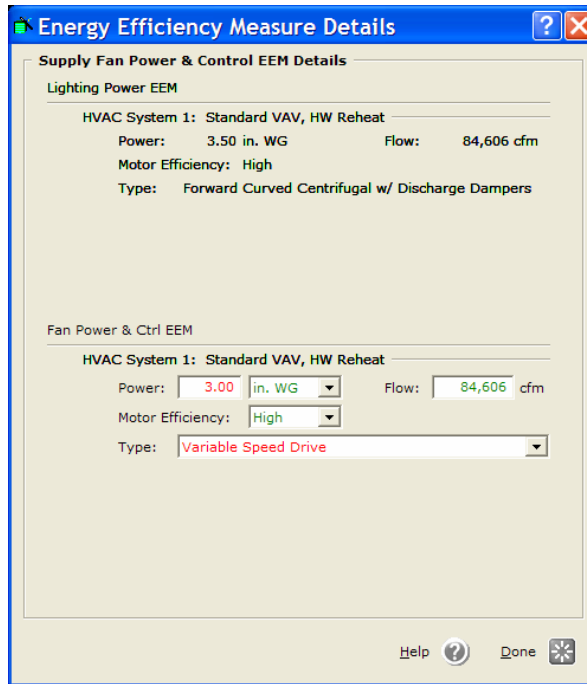 Energy Efficiency Measure Details ? X
Supply Fan Power & Control EEM Details
Lighting Power EEM
HVAC System 1: Standard VAV, HW Reheat
Power: 3.50 in. WG Flow: 84,606 cfm
Motor Efficiency: High
Type: Forward Curved Centrifugal w/ Discharge Dampers
Fan Power & Ctrl EEM
HVAC System 1: Standard VAV, HW Reheat
Power: 3.00 in. WG Flow: 84,606 cfm
Motor Efficiency: High
Type: Variable Speed Drive
Help ? Done